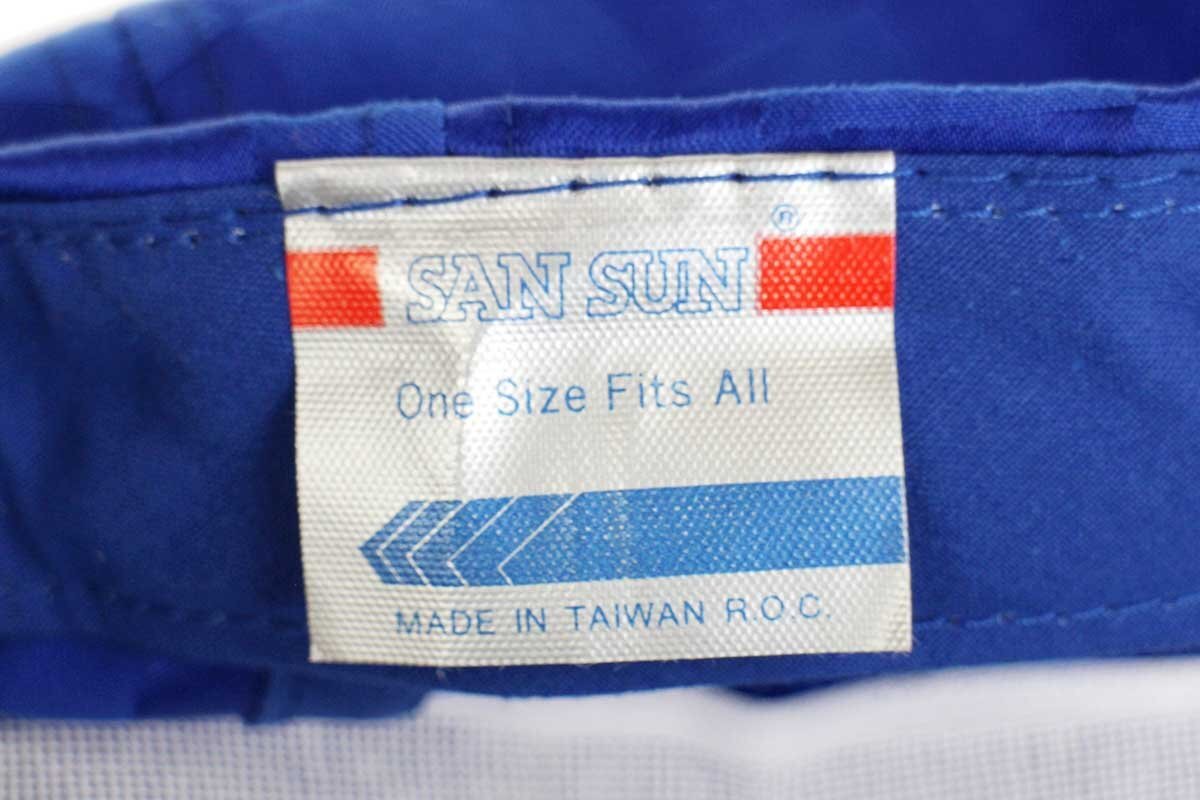 SAN SUN ®
One Size Fits All
MADE IN TAIWAN R.O.C.